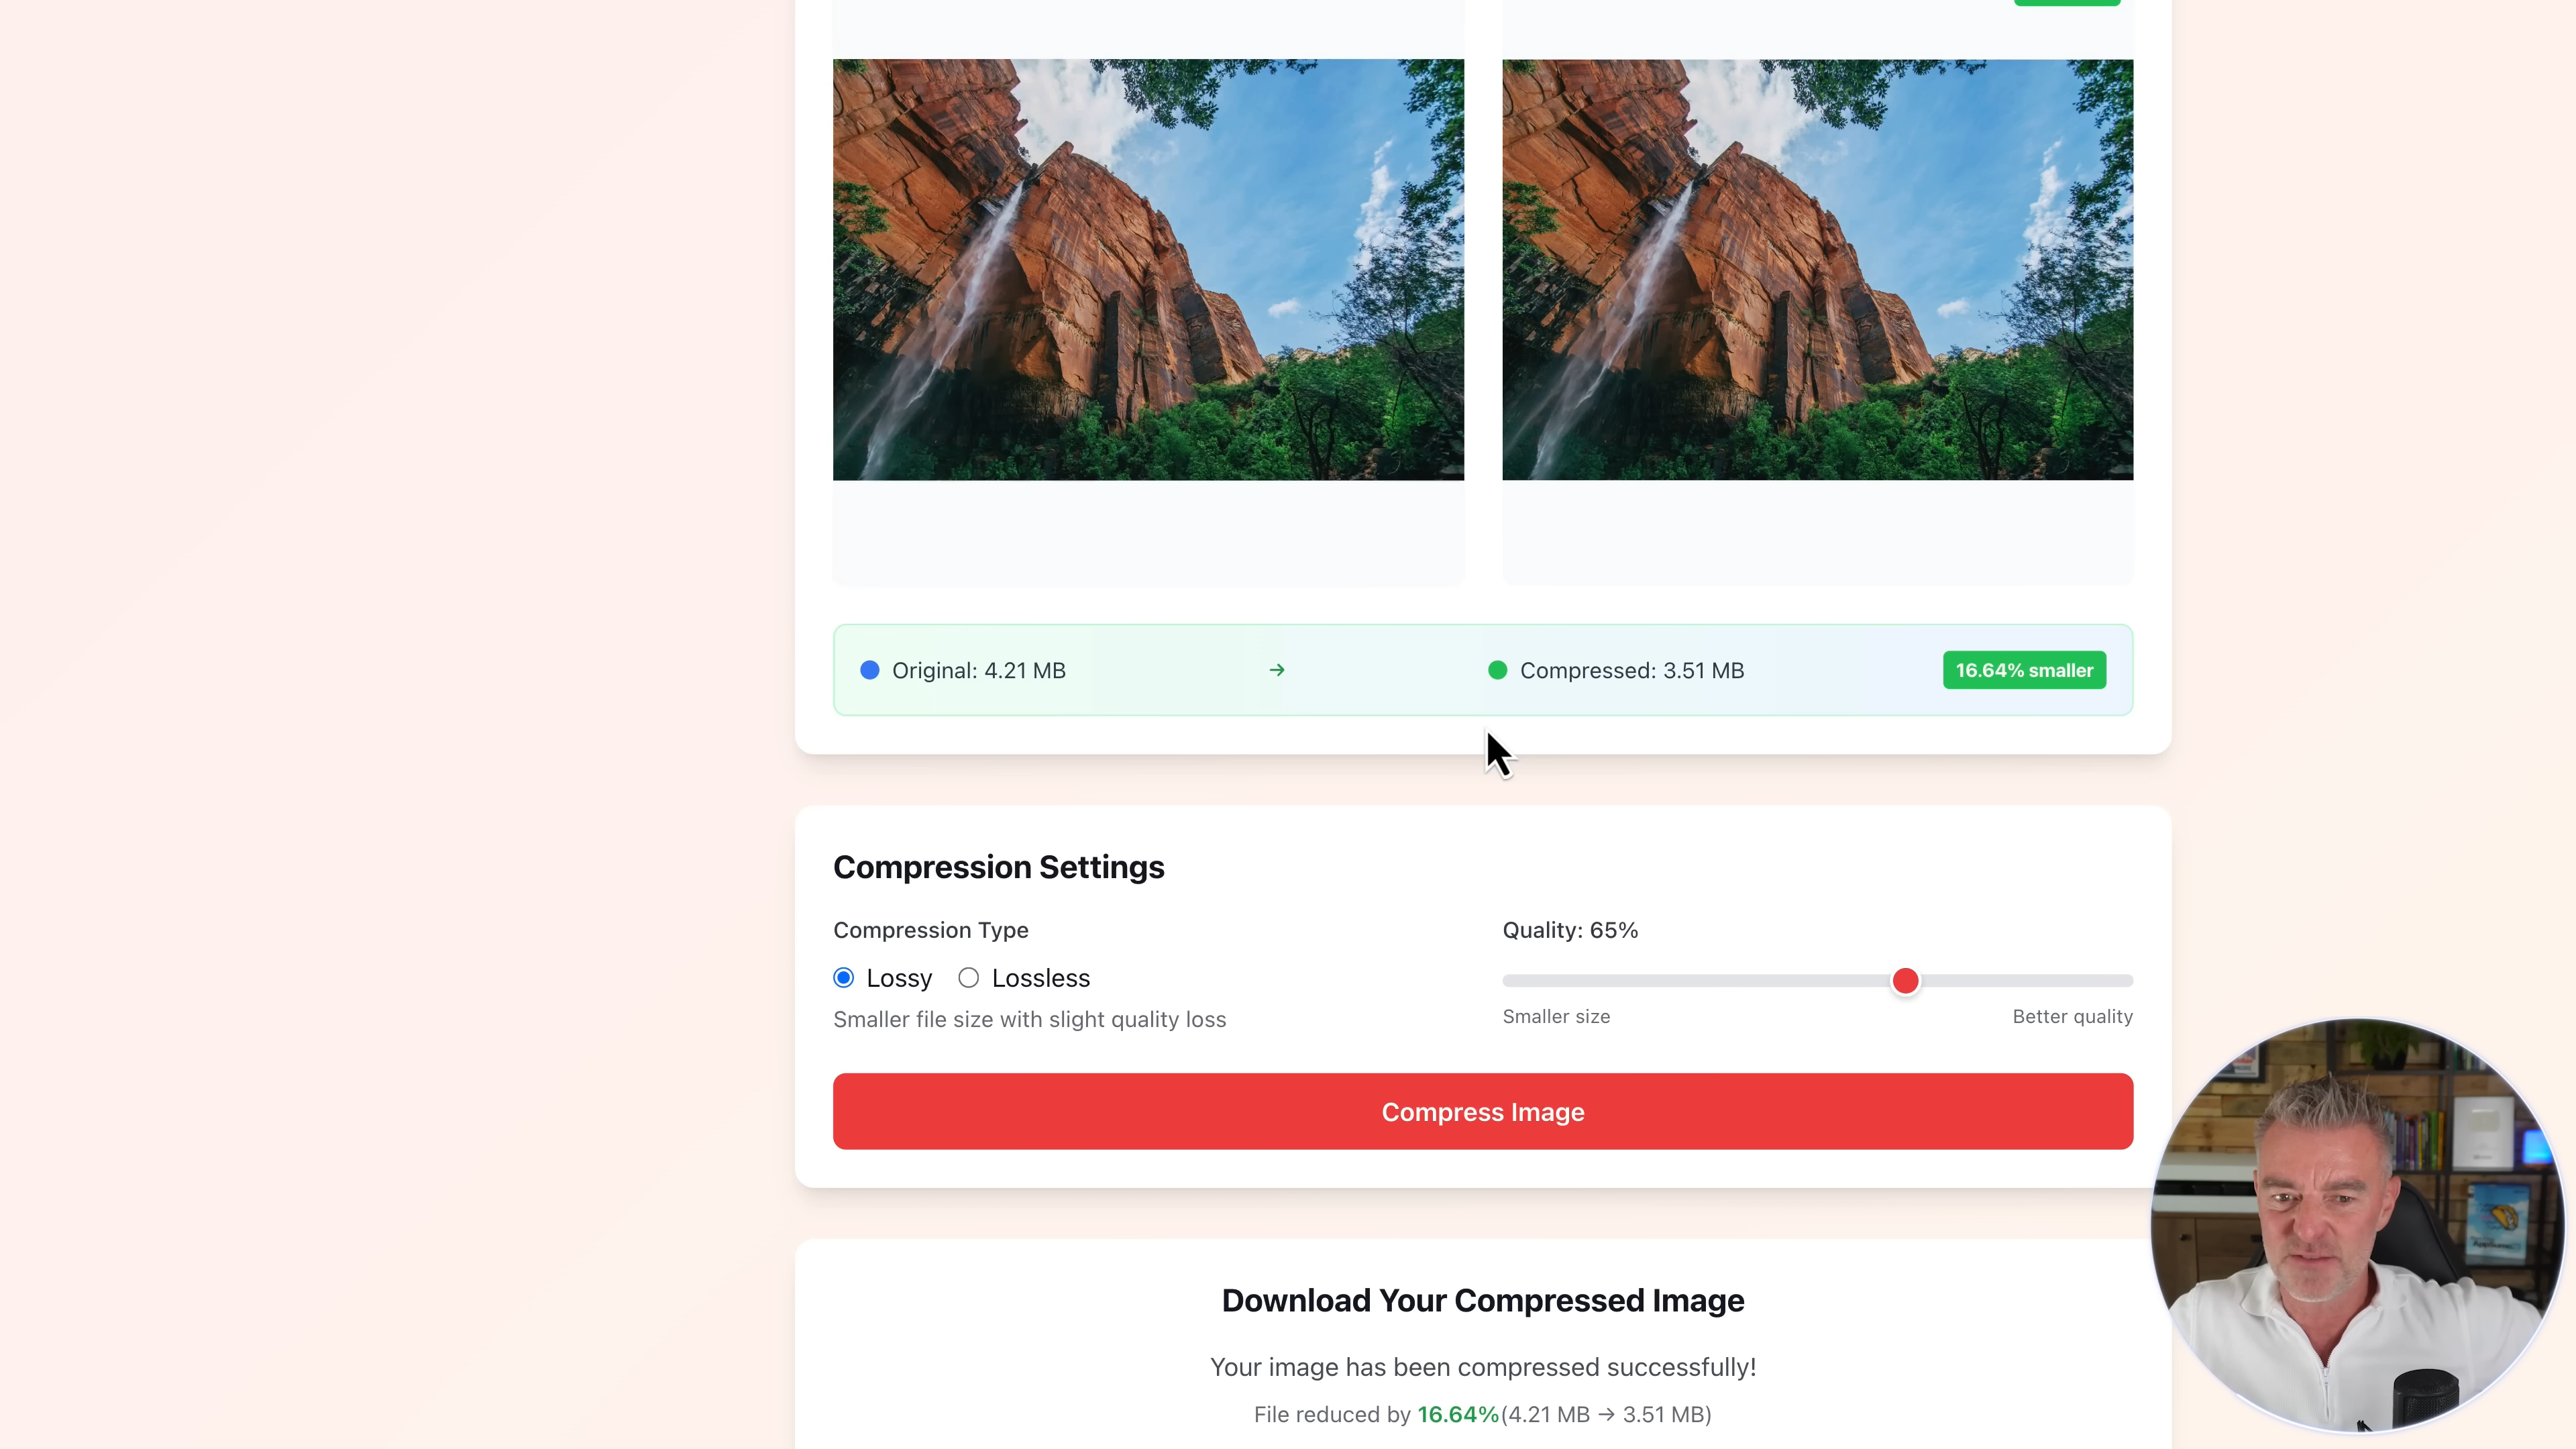 Original: 4.21 MB → Compressed: 3.51 MB 16.64% smaller
Compression Settings
Compression Type
Lossy Lossless
Smaller file size with slight quality loss
Quality: 65%
Smaller size Better quality
Compress Image
Download Your Compressed Image
Your image has been compressed successfully!
File reduced by 16.64%(4.21 MB → 3.51 MB)